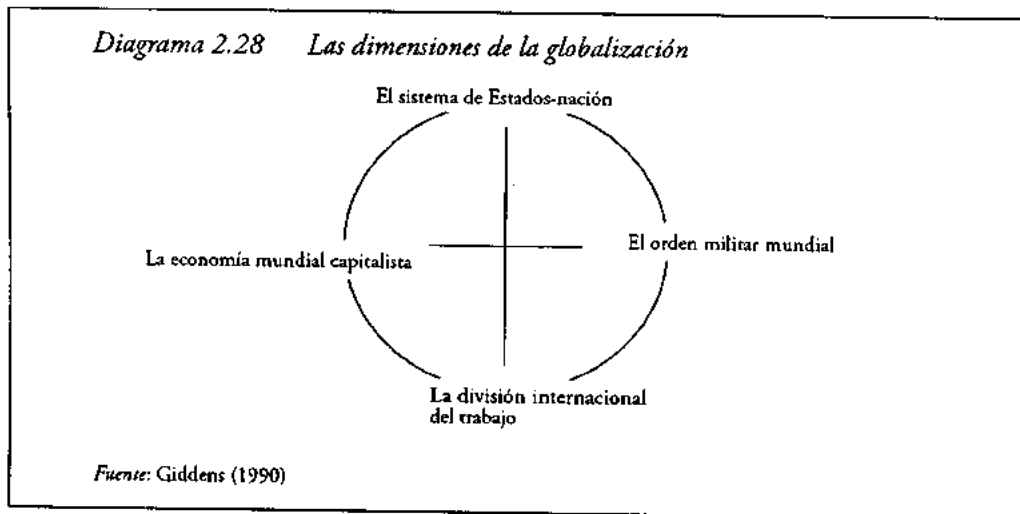 Diagrama 2.28 Las dimensiones de la globalización
El sistema de Estados-nación
La economía mundial capitalista
El orden militar mundial
La división internacional
del trabajo
Fuente: Giddens (1990)